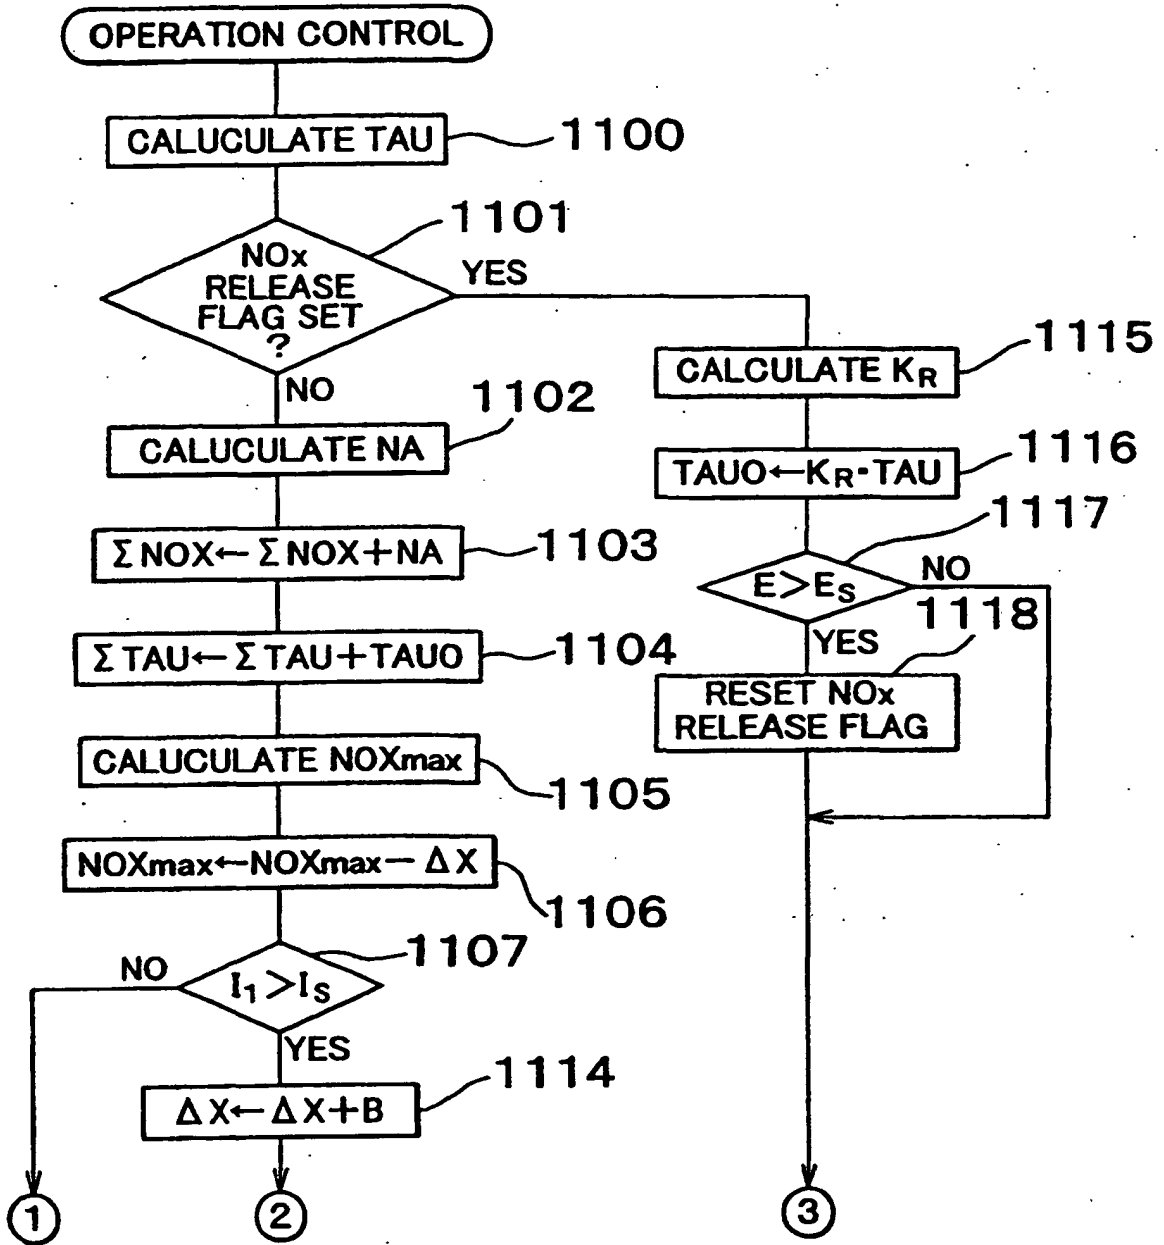 OPERATION CONTROL
CALUCULATE TAU
1100
1101
NOx
RELEASE
FLAG SET
?
YES
NO
1102
CALUCULATE NA
ΣNOX←ΣNOX+NA
1103
ΣTAU←ΣTAU+TAUO
1104
CALUCULATE NOXmax
1105
NOXmax←NOXmax−ΔX
1106
1107
NO
I1>IS
YES
1114
ΔX←ΔX+B
1
2
1115
CALCULATE KR
1116
TAUO←KR·TAU
1117
E>ES
NO
YES
1118
RESET NOx
RELEASE FLAG
3